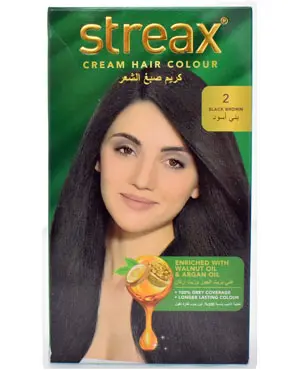 streax®
CREAM HAIR COLOUR
كريم صبغ الشعر
2
BLACK BROWN
بني أسود
ENRICHED WITH
WALNUT OIL
& ARGAN OIL
• 100% GREY COVERAGE
• LONGER LASTING COLOUR